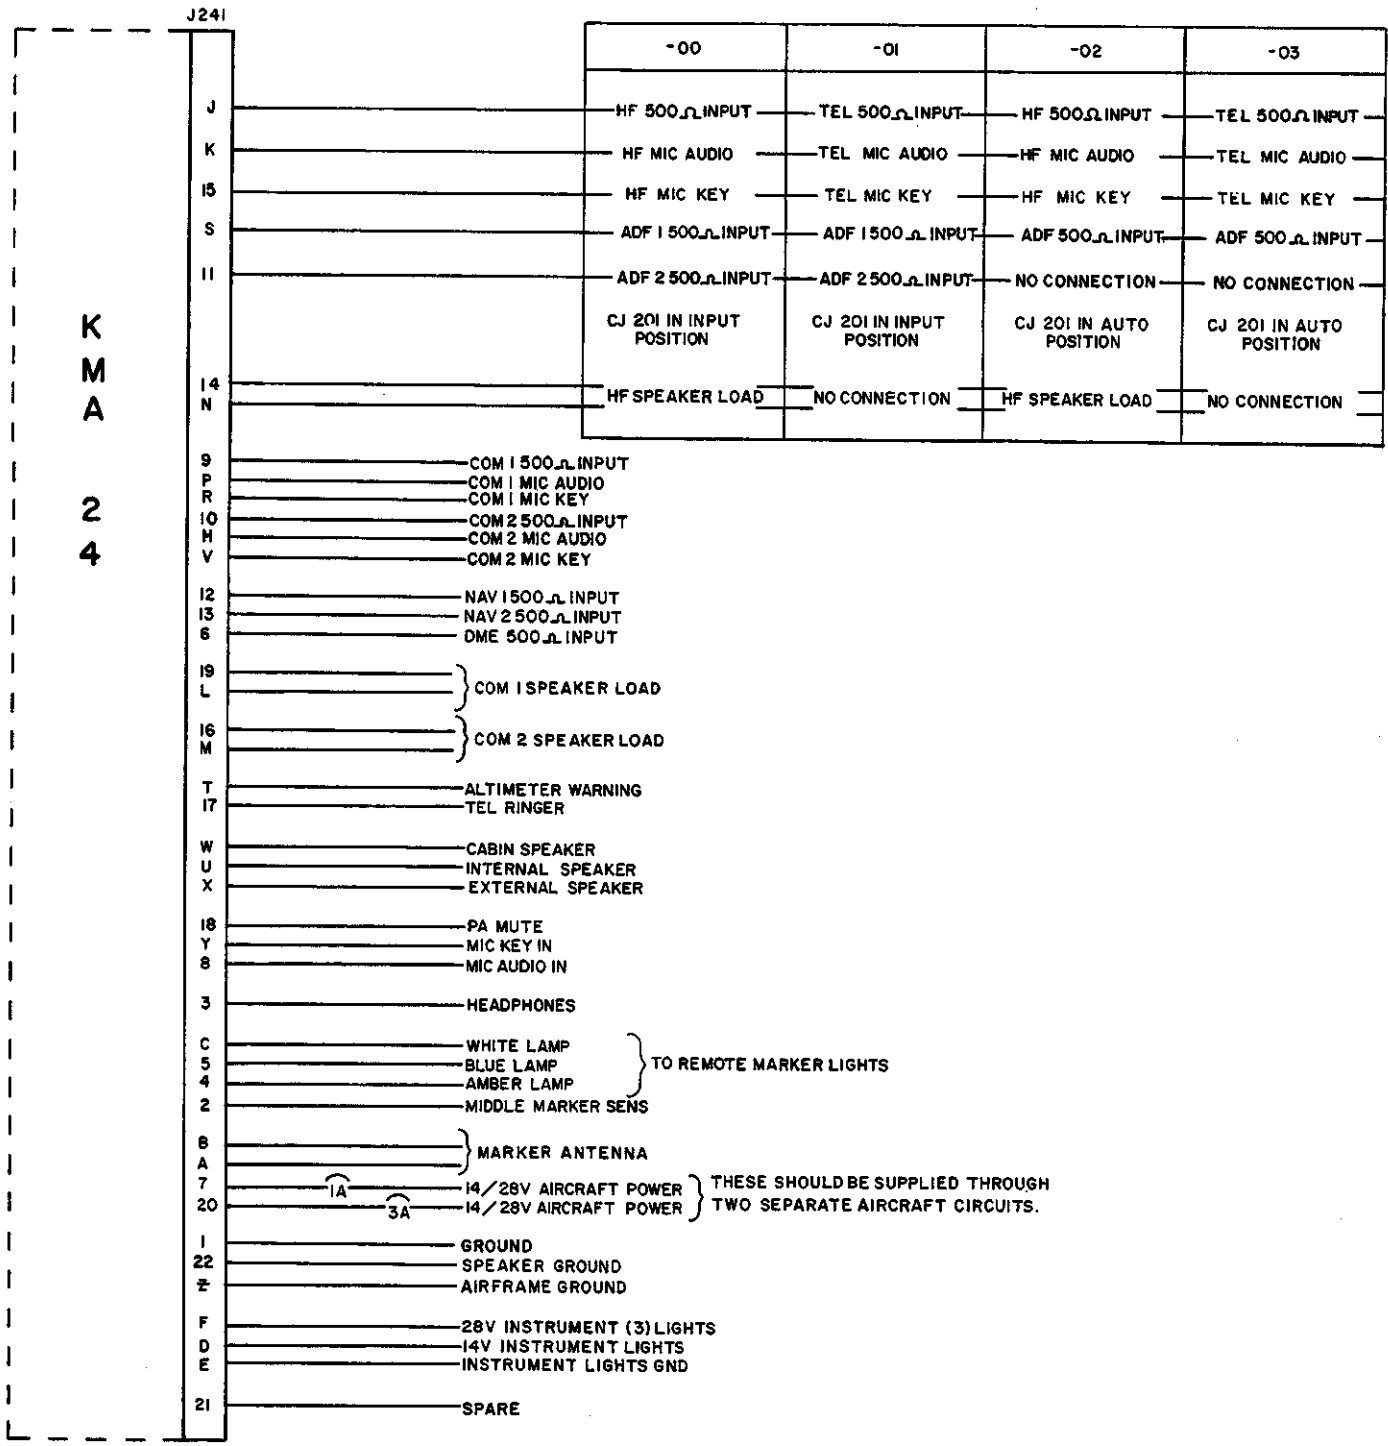 J241
-00 -01 -02 -03
J HF 500Ω INPUT TEL 500Ω INPUT HF 500Ω INPUT TEL 500Ω INPUT
K HF MIC AUDIO TEL MIC AUDIO HF MIC AUDIO TEL MIC AUDIO
15 HF MIC KEY TEL MIC KEY HF MIC KEY TEL MIC KEY
S ADF 1 500Ω INPUT ADF 1 500Ω INPUT ADF 500Ω INPUT ADF 500Ω INPUT
11 ADF 2 500Ω INPUT ADF 2 500Ω INPUT NO CONNECTION NO CONNECTION
CJ 201 IN INPUT POSITION CJ 201 IN INPUT POSITION CJ 201 IN AUTO POSITION CJ 201 IN AUTO POSITION
14
N HF SPEAKER LOAD NO CONNECTION HF SPEAKER LOAD NO CONNECTION
KMA 24
9 COM 1 500Ω INPUT
P COM 1 MIC AUDIO
R COM 1 MIC KEY
10 COM 2 500Ω INPUT
H COM 2 MIC AUDIO
V COM 2 MIC KEY
12 NAV 1 500Ω INPUT
13 NAV 2 500Ω INPUT
6 DME 500Ω INPUT
19
L COM 1 SPEAKER LOAD
16
M COM 2 SPEAKER LOAD
T ALTIMETER WARNING
17 TEL RINGER
W CABIN SPEAKER
U INTERNAL SPEAKER
X EXTERNAL SPEAKER
18 PA MUTE
Y MIC KEY IN
8 MIC AUDIO IN
3 HEADPHONES
C WHITE LAMP
5 BLUE LAMP TO REMOTE MARKER LIGHTS
4 AMBER LAMP
2 MIDDLE MARKER SENS
B
A MARKER ANTENNA
7 1A 14/28V AIRCRAFT POWER THESE SHOULD BE SUPPLIED THROUGH
20 3A 14/28V AIRCRAFT POWER TWO SEPARATE AIRCRAFT CIRCUITS.
1 GROUND
22 SPEAKER GROUND
Z AIRFRAME GROUND
F 28V INSTRUMENT (3) LIGHTS
D 14V INSTRUMENT LIGHTS
E INSTRUMENT LIGHTS GND
21 SPARE